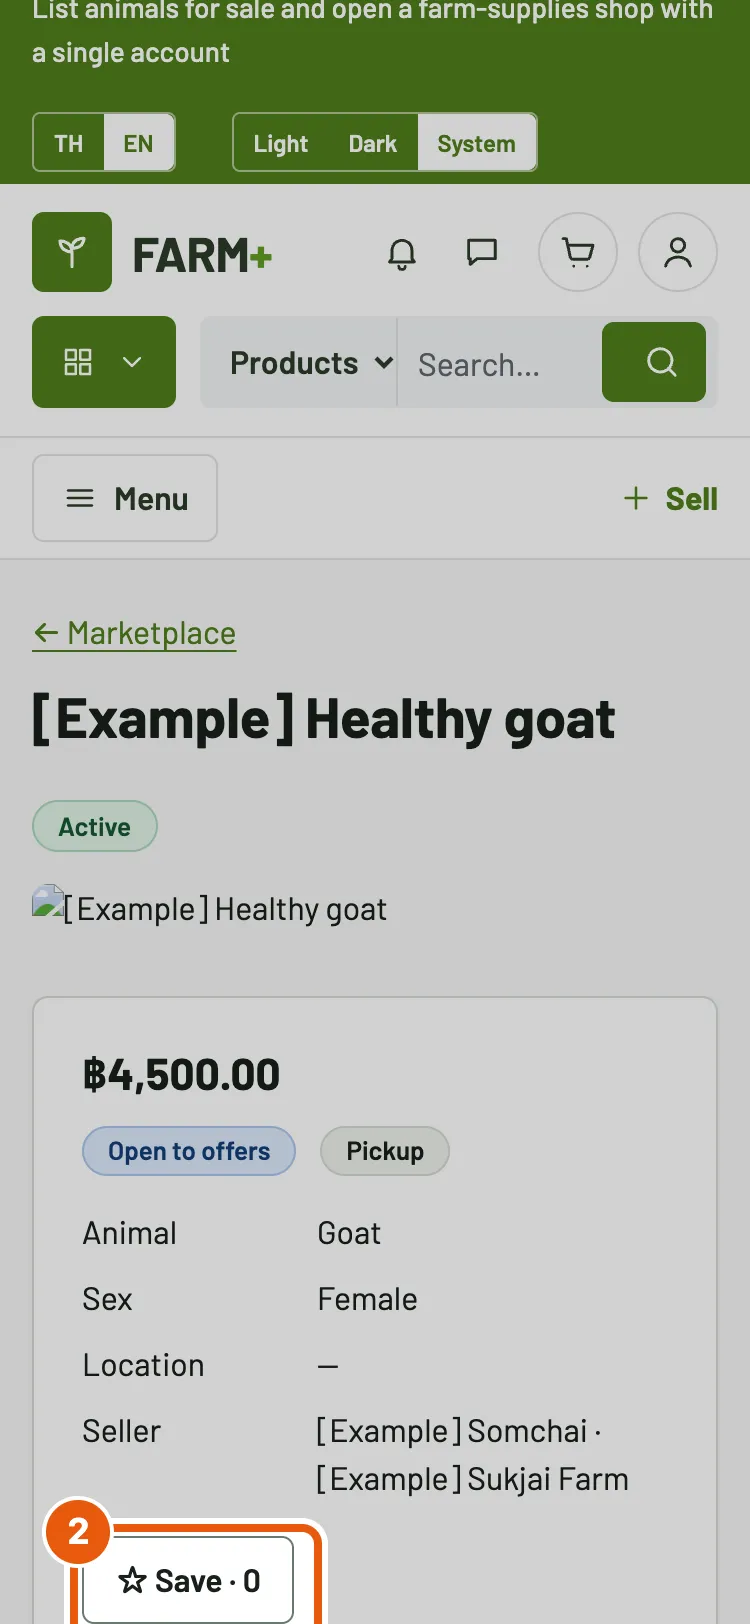 List animals for sale and open a farm-supplies shop with
a single account
TH EN Light Dark System
FARM+
Products Search...
Menu + Sell
← Marketplace
[Example] Healthy goat
Active
[Example] Healthy goat
฿4,500.00
Open to offers Pickup
Animal Goat
Sex Female
Location —
Seller [Example] Somchai ·
[Example] Sukjai Farm
2
☆ Save · 0